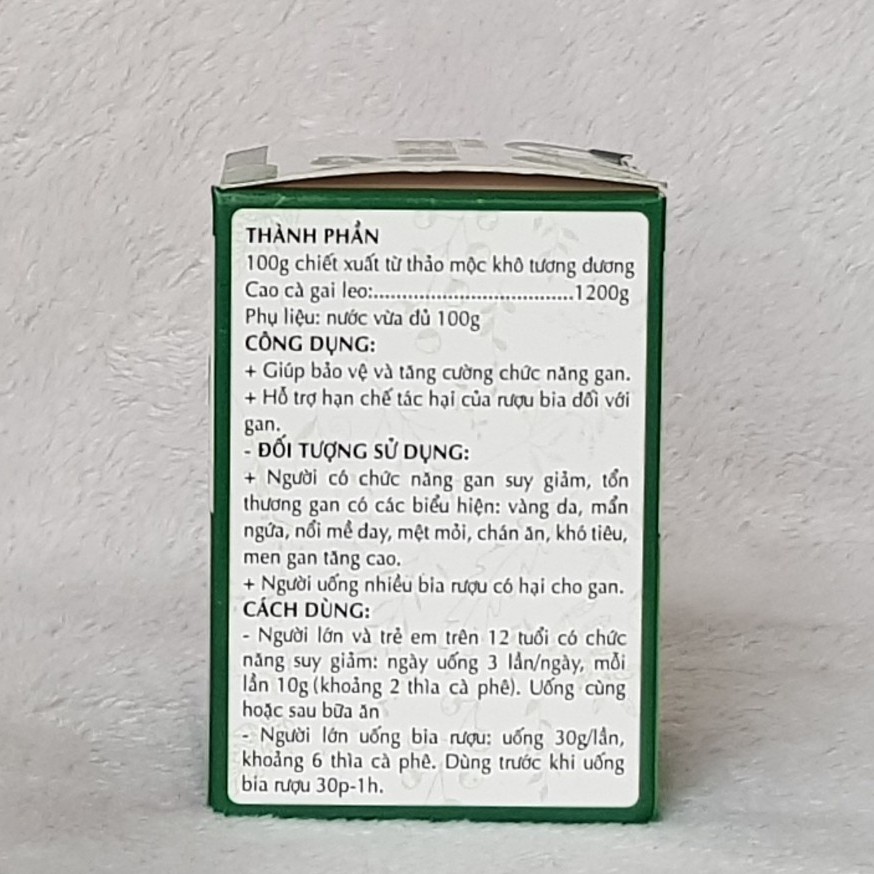 THÀNH PHẦN
100g chiết xuất từ thảo mộc khô tương đương
Cao cà gai leo:...................................1200g
Phụ liệu: nước vừa đủ 100g
CÔNG DỤNG:
+ Giúp bảo vệ và tăng cường chức năng gan.
+ Hỗ trợ hạn chế tác hại của rượu bia đối với
gan.
- ĐỐI TƯỢNG SỬ DỤNG:
+ Người có chức năng gan suy giảm, tổn
thương gan có các biểu hiện: vàng da, mẩn
ngứa, nổi mề đay, mệt mỏi, chán ăn, khó tiêu,
men gan tăng cao.
+ Người uống nhiều bia rượu có hại cho gan.
CÁCH DÙNG:
- Người lớn và trẻ em trên 12 tuổi có chức
năng suy giảm: ngày uống 3 lần/ngày, mỗi
lần 10g (khoảng 2 thìa cà phê). Uống cùng
hoặc sau bữa ăn
- Người lớn uống bia rượu: uống 30g/lần,
khoảng 6 thìa cà phê. Dùng trước khi uống
bia rượu 30p-1h.